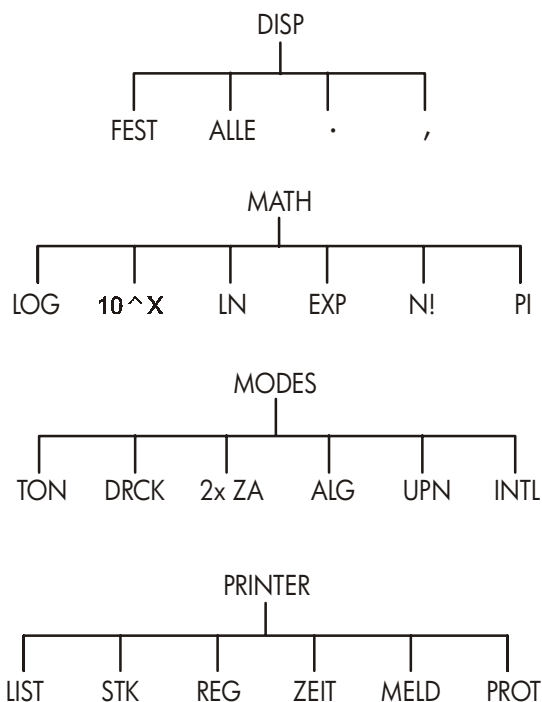 DISP
FEST ALLE . ,
MATH
LOG 10^X LN EXP N! PI
MODES
TON DRCK 2x ZA ALG UPN INTL
PRINTER
LIST STK REG ZEIT MELD PROT